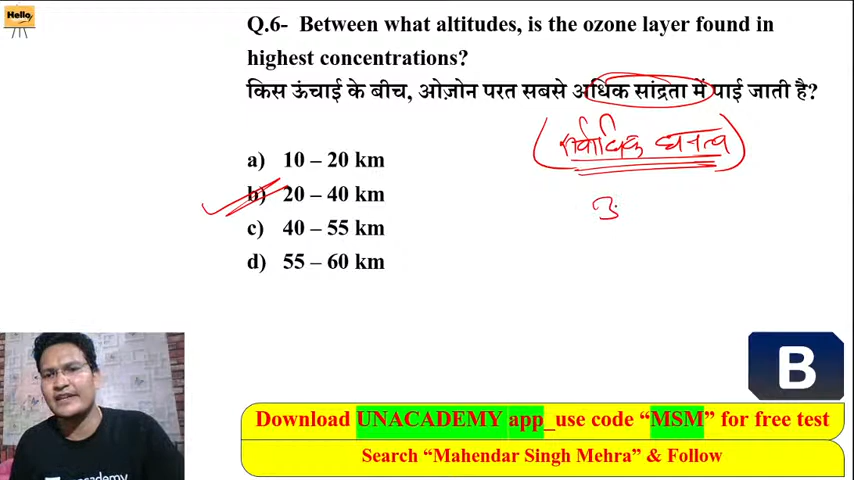 Hello
Q.6- Between what altitudes, is the ozone layer found in
highest concentrations?
किस ऊंचाई के बीच, ओज़ोन परत सबसे अधिक सांद्रता में पाई जाती है?
सर्वाधिक घनत्व
a) 10 – 20 km
b) 20 – 40 km
c) 40 – 55 km
d) 55 – 60 km
B
unacademy
Download UNACADEMY app_use code “MSM” for free test
Search “Mahendar Singh Mehra” & Follow